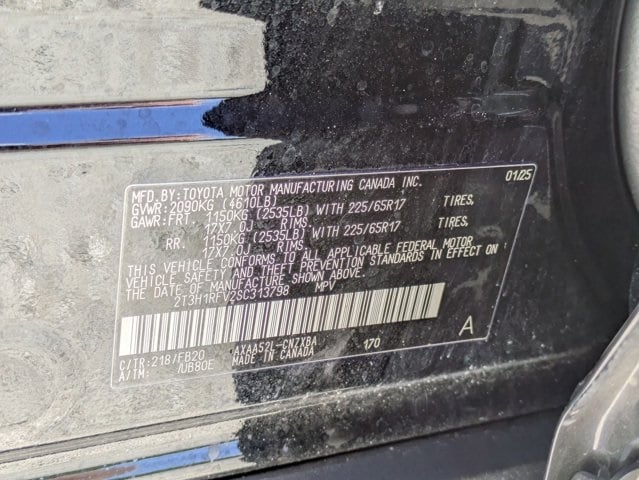 MFD.BY:TOYOTA MOTOR MANUFACTURING CANADA INC. 01/25
GVWR:2090KG (4610LB)
GAWR:FRT. 1150KG (2535LB) WITH 225/65R17 TIRES,
17X7.0J RIMS
RR. 1150KG (2535LB) WITH 225/65R17 TIRES,
17X7.0J RIMS
THIS VEHICLE CONFORMS TO ALL APPLICABLE FEDERAL MOTOR
VEHICLE SAFETY AND THEFT PREVENTION STANDARDS IN EFFECT ON
THE DATE OF MANUFACTURE SHOWN ABOVE.
2T3H1RFV2SC313798 MPV
C/TR:218/FB20 AXAA52L-CNZXBA 170 A
A/TM: /UB80E MADE IN CANADA